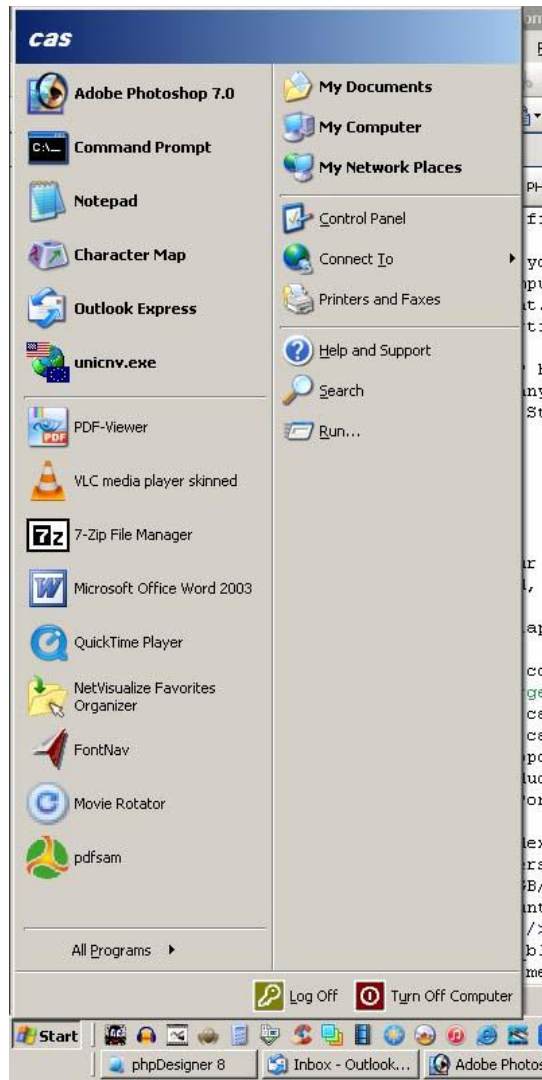 cas
Adobe Photoshop 7.0
Command Prompt
Notepad
Character Map
Outlook Express
unicnv.exe
PDF-Viewer
VLC media player skinned
7-Zip File Manager
Microsoft Office Word 2003
QuickTime Player
NetVisualize Favorites
Organizer
FontNav
Movie Rotator
pdfsam
All Programs
My Documents
My Computer
My Network Places
Control Panel
Connect To
Printers and Faxes
Help and Support
Search
Run...
Log Off
Turn Off Computer
Start
phpDesigner 8
Inbox - Outlook...
Adobe Photos